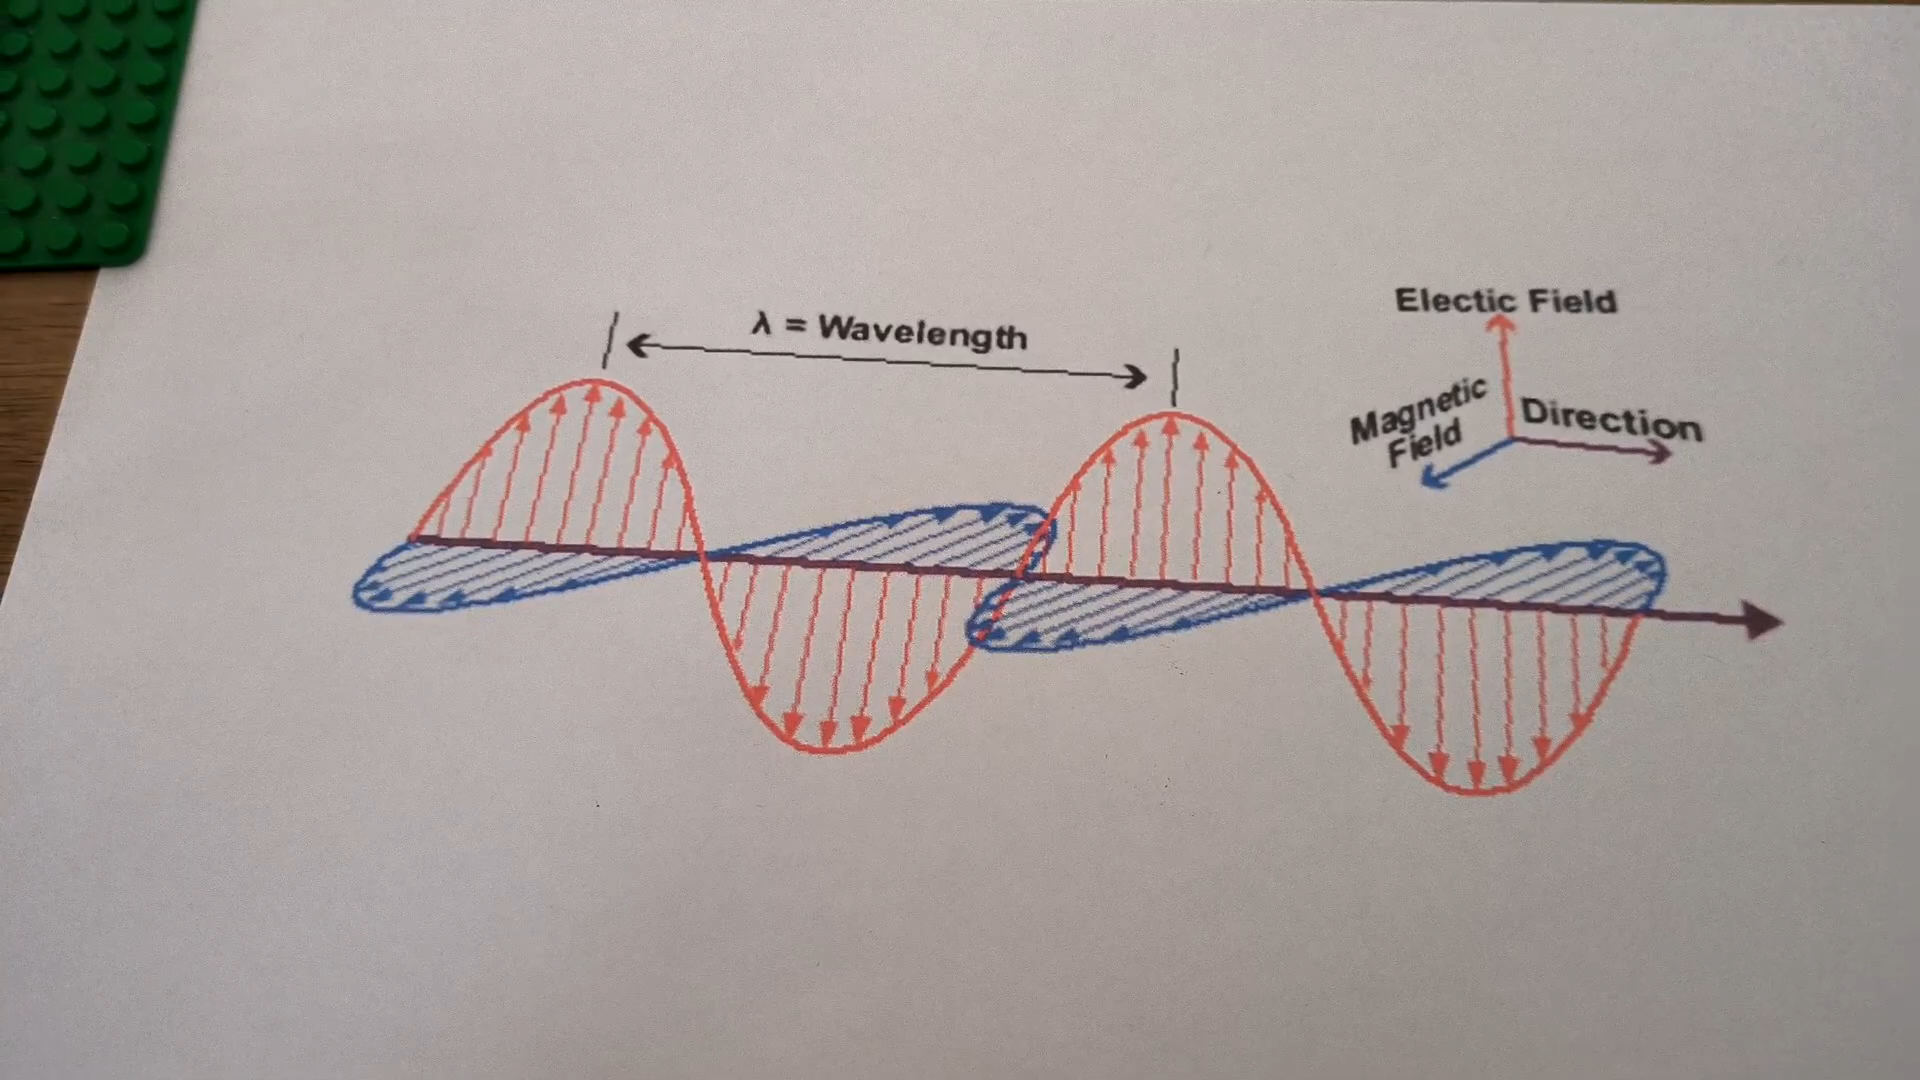 λ = Wavelength
Electic Field
Magnetic
Field
Direction